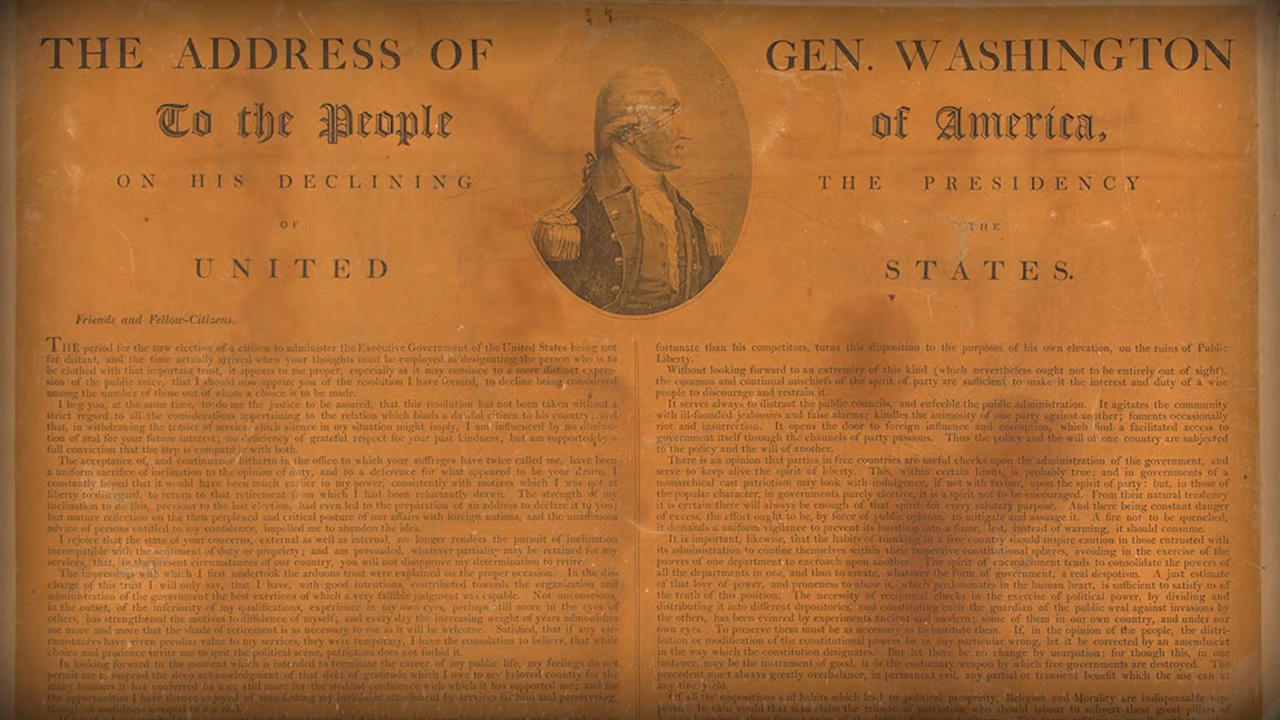 THE ADDRESS OF GEN. WASHINGTON
To the People of America,
ON HIS DECLINING THE PRESIDENCY
OF THE
UNITED STATES.
Friends and Fellow-Citizens.
THE period for the new election of a citizen to administer the Executive Government of the United States being not
far distant, and the time actually arrived when your thoughts must be employed in designating the person who is to
be clothed with that important trust, it appears to me proper, especially as it may conduce to a more distinct expres-
sion of the public voice, that I should now apprize you of the resolution I have formed, to decline being considered
among the number of those out of whom a choice is to be made.
I beg you, at the same time, to do me the justice to be assured, that this resolution has not been taken without a
strict regard to all the considerations appertaining to the relation which binds a dutiful citizen to his country; and
that, in withdrawing the tender of service which silence in my situation might imply, I am influenced by no diminu-
tion of zeal for your future interest; no deficiency of grateful respect for your past kindness; but am supported by a
full conviction that the step is compatible with both.
The acceptance of, and continuance hitherto in the office to which your suffrages have twice called me, have been
a uniform sacrifice of inclination to the opinion of duty, and to a deference for what appeared to be your desire. I
constantly hoped that it would have been much earlier in my power, consistently with motives which I was not at
liberty to disregard, to return to that retirement from which I had been reluctantly drawn. The strength of my
inclination to do this, previous to the last election, had even led to the preparation of an address to declare it to you;
but mature reflection on the then perplexed and critical posture of our affairs with foreign nations, and the unanimous
advice of persons entitled to my confidence, impelled me to abandon the idea.
I rejoice that the state of your concerns, external as well as internal, no longer renders the pursuit of inclination
incompatible with the sentiment of duty or propriety; and am persuaded, whatever partiality may be retained for my
services, that, in the present circumstances of our country, you will not disapprove my determination to retire.
The impressions with which I first undertook the arduous trust were explained on the proper occasion. In the dis-
charge of this trust, I will only say, that I have, with good intentions, contributed towards the organization and
administration of the government the best exertions of which a very fallible judgment was capable. Not unconscious,
in the outset, of the inferiority of my qualifications, experience in my own eyes, perhaps still more in the eyes of
others, has strengthened the motives to diffidence of myself; and every day the increasing weight of years admonishes
me more and more that the shade of retirement is as necessary to me as it will be welcome. Satisfied, that if any cir-
cumstances have given peculiar value to my services, they were temporary, I have the consolation to believe, that while
choice and prudence invite me to quit the political scene, patriotism does not forbid it.
In looking forward to the moment which is intended to terminate the career of my public life, my feelings do not
permit me to suspend the deep acknowledgment of that debt of gratitude which I owe to my beloved country for the
many honours it has conferred on me; still more for the stedfast confidence with which it has supported me; and for
the opportunities I have thence enjoyed of manifesting my inviolable attachment by services faithful and persevering,
though in usefulness unequal to my zeal.
fortunate than his competitors, turns this disposition to the purposes of his own elevation, on the ruins of Public
Liberty.
Without looking forward to an extremity of this kind (which nevertheless ought not to be entirely out of sight),
the common and continual mischiefs of the spirit of party are sufficient to make it the interest and duty of a wise
people to discourage and restrain it.
It serves always to distract the public councils, and enfeeble the public administration. It agitates the community
with ill-founded jealousies and false alarms; kindles the animosity of one party against another; foments occasionally
riot and insurrection. It opens the door to foreign influence and corruption, which find a facilitated access to
government itself through the channels of party passions. Thus the policy and the will of one country are subjected
to the policy and the will of another.
There is an opinion that parties in free countries are useful checks upon the administration of the government, and
serve to keep alive the spirit of liberty. This, within certain limits, is probably true; and in governments of a
monarchical cast patriotism may look with indulgence, if not with favour, upon the spirit of party: but, in those of
the popular character, in governments purely elective, it is a spirit not to be encouraged. From their natural tendency
it is certain there will always be enough of that spirit for every salutary purpose. And there being constant danger
of excess, the effort ought to be, by force of public opinion, to mitigate and assuage it. A fire not to be quenched,
it demands a uniform vigilance to prevent its bursting into a flame, lest, instead of warming, it should consume.
It is important, likewise, that the habits of thinking in a free country should inspire caution in those entrusted with
its administration to confine themselves within their respective constitutional spheres, avoiding in the exercise of the
powers of one department to encroach upon another. The spirit of encroachment tends to consolidate the powers of
all the departments in one, and thus to create, whatever the form of government, a real despotism. A just estimate
of that love of power, and proneness to abuse it, which predominates in the human heart, is sufficient to satisfy us of
the truth of this position. The necessity of reciprocal checks in the exercise of political power, by dividing and
distributing it into different depositories, and constituting each the guardian of the public weal against invasions by
the others, has been evinced by experiments ancient and modern; some of them in our own country, and under our
own eyes. To preserve them must be as necessary as to institute them. If, in the opinion of the people, the distri-
bution or modification of the constitutional powers be in any particular wrong, let it be corrected by an amendment
in the way which the constitution designates. But let there be no change by usurpation; for though this, in one
instance, may be the instrument of good, it is the customary weapon by which free governments are destroyed. The
precedent must always greatly overbalance, in permanent evil, any partial or transient benefit which the use can at
any time yield.
Of all the dispositions and habits which lead to political prosperity, Religion and Morality are indispensable sup-
ports. In vain would that man claim the tribute of patriotism who should labour to subvert these great pillars of